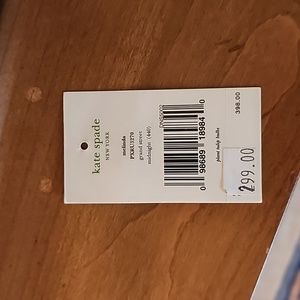 kate spade
NEW YORK
melinda
PXRU3270
grand street
midnight (440)
0 98689 18984 0
plant tulip bulbs
398.00
299.00